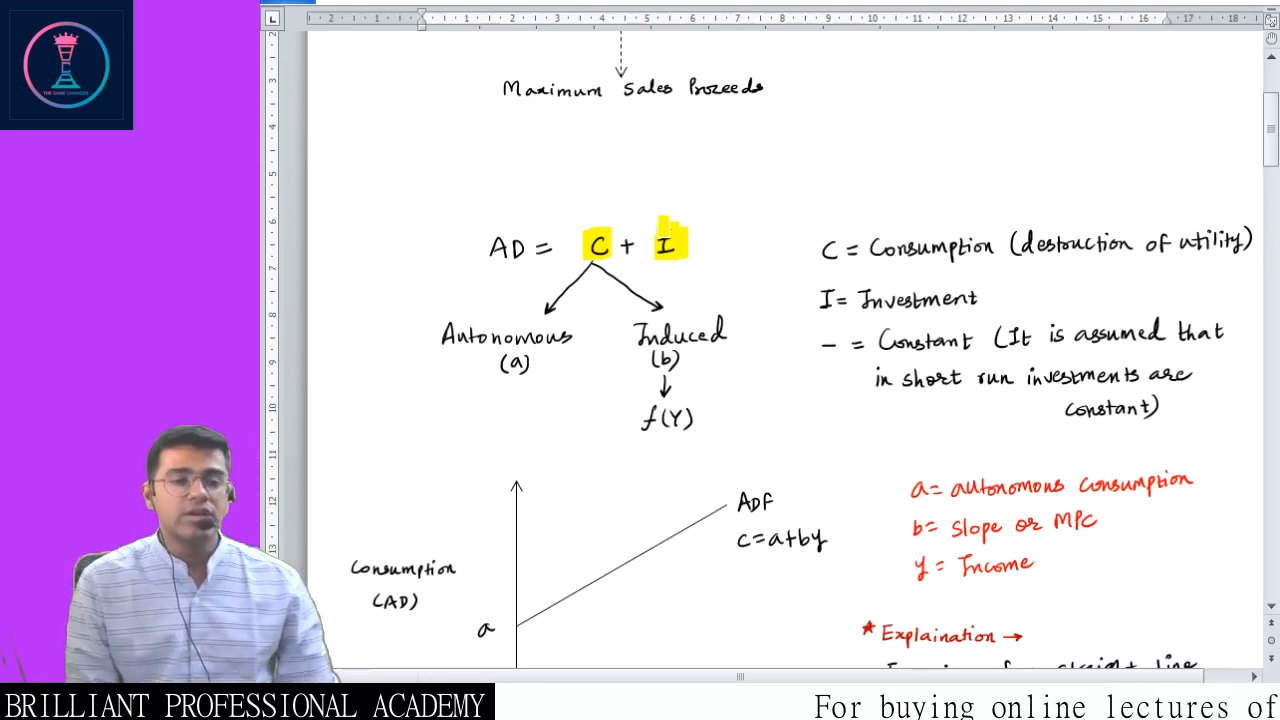 THE GAME CHANGER
Maximum Sales Proceeds
AD = C + I
Autonomous
(a)
Induced
(b)
f(Y)
C = Consumption (destruction of utility)
I = Investment
– = Constant (It is assumed that
in short run investments are
constant)
ADF
C=a+by
Consumption
(AD)
a
a= autonomous consumption
b= Slope or MPC
y = Income
* Explaination →
BRILLIANT PROFESSIONAL ACADEMY
For buying online lectures of